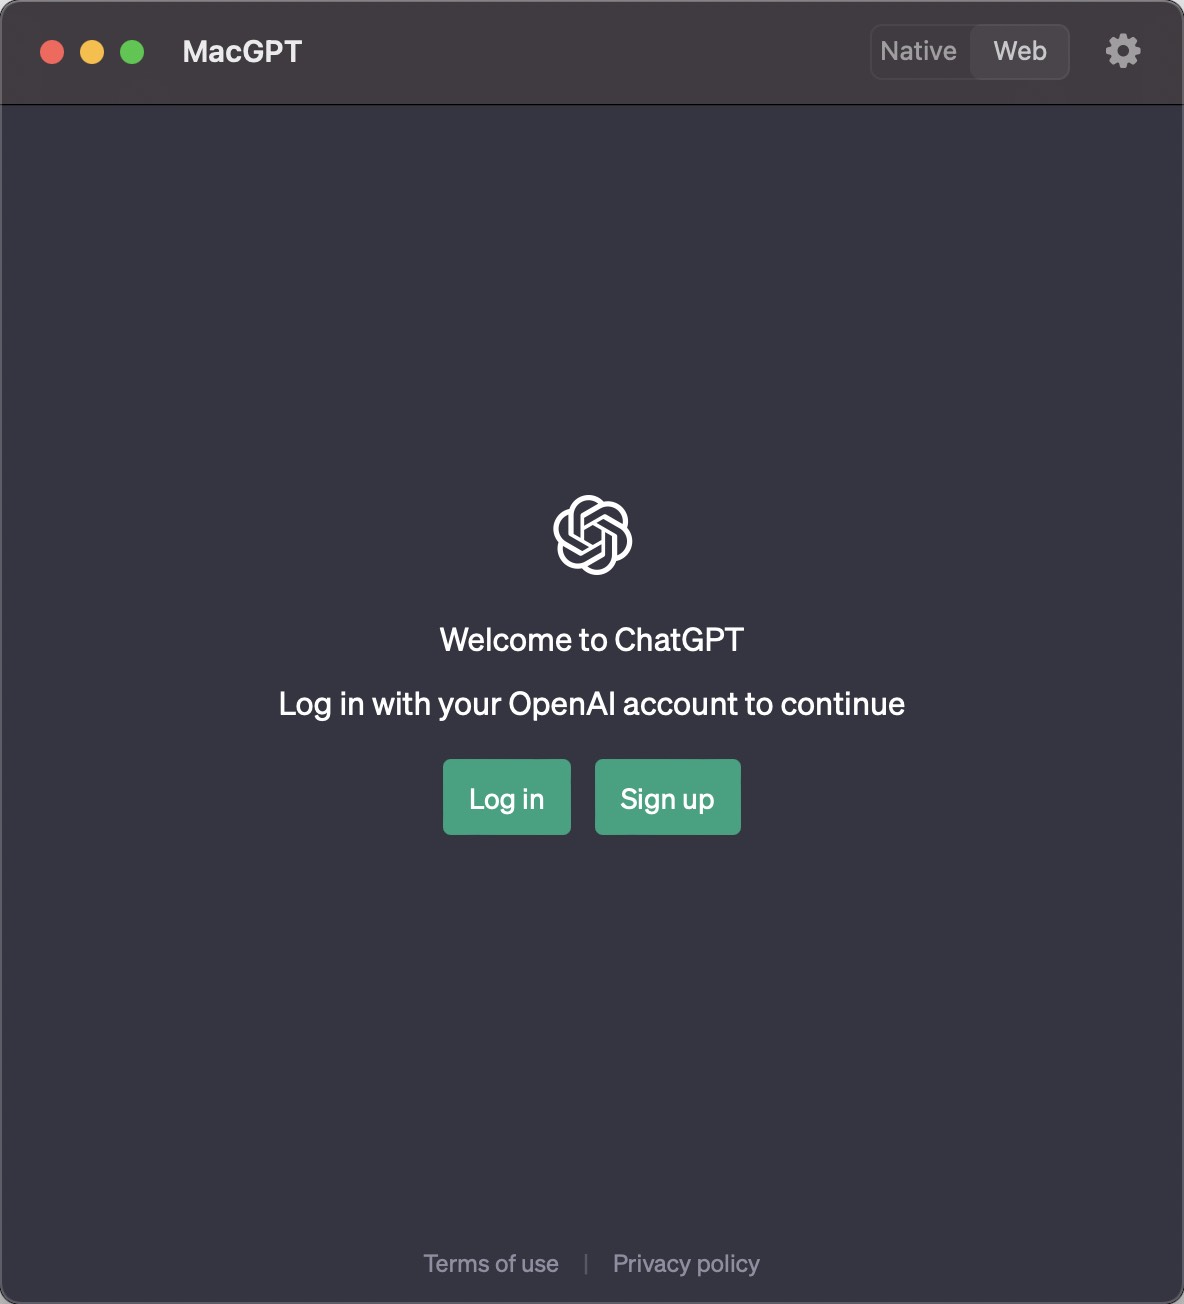 MacGPT
Native Web
Welcome to ChatGPT
Log in with your OpenAI account to continue
Log in Sign up
Terms of use | Privacy policy